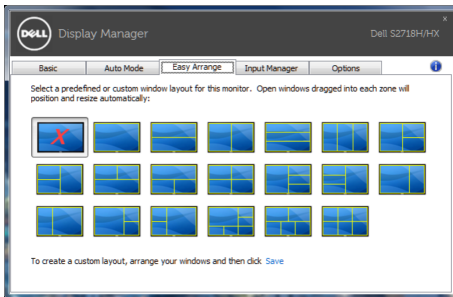 DELL Display Manager
Dell S2718H/HX
Basic Auto Mode Easy Arrange Input Manager Options
Select a predefined or custom window layout for this monitor. Open windows dragged into each zone will
position and resize automatically:
To create a custom layout, arrange your windows and then click Save